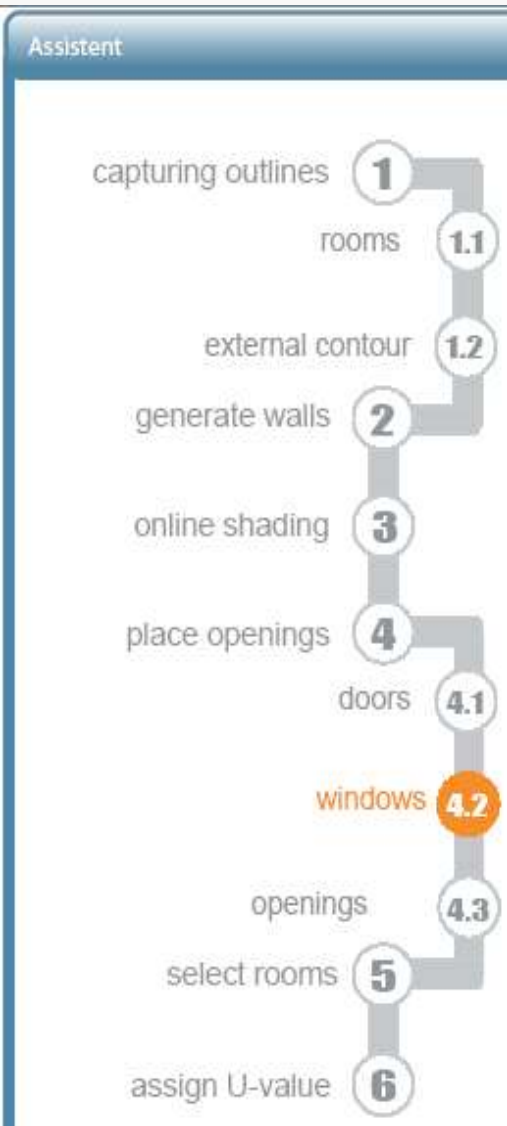 Assistent
capturing outlines 1
rooms 1.1
external contour 1.2
generate walls 2
online shading 3
place openings 4
doors 4.1
windows 4.2
openings 4.3
select rooms 5
assign U-value 6